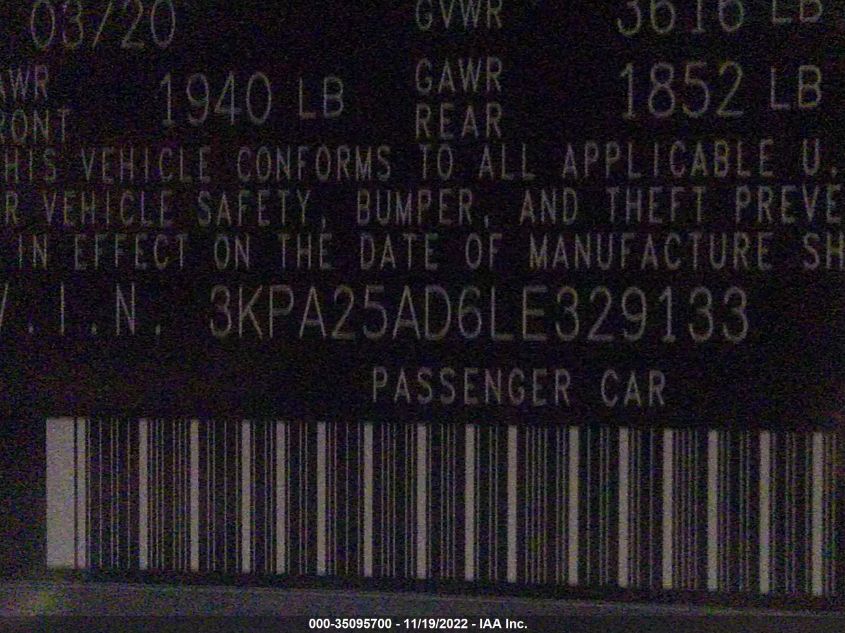 03/20 GVWR 3616 LB
AWR 1940 LB GAWR 1852 LB
RONT REAR
HIS VEHICLE CONFORMS TO ALL APPLICABLE U.
R VEHICLE SAFETY, BUMPER, AND THEFT PREVE
IN EFFECT ON THE DATE OF MANUFACTURE SH
V.I.N. 3KPA25AD6LE329133
PASSENGER CAR
000-35095700 - 11/19/2022 - IAA Inc.